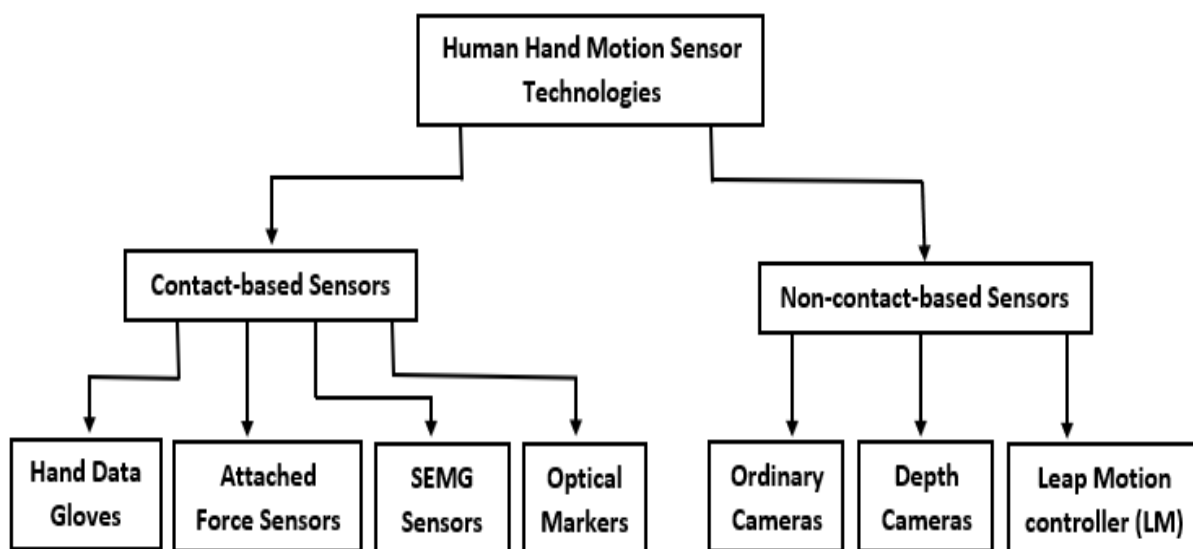 Human Hand Motion Sensor
Technologies
Contact-based Sensors
Non-contact-based Sensors
Hand Data
Gloves
Attached
Force Sensors
SEMG
Sensors
Optical
Markers
Ordinary
Cameras
Depth
Cameras
Leap Motion
controller (LM)